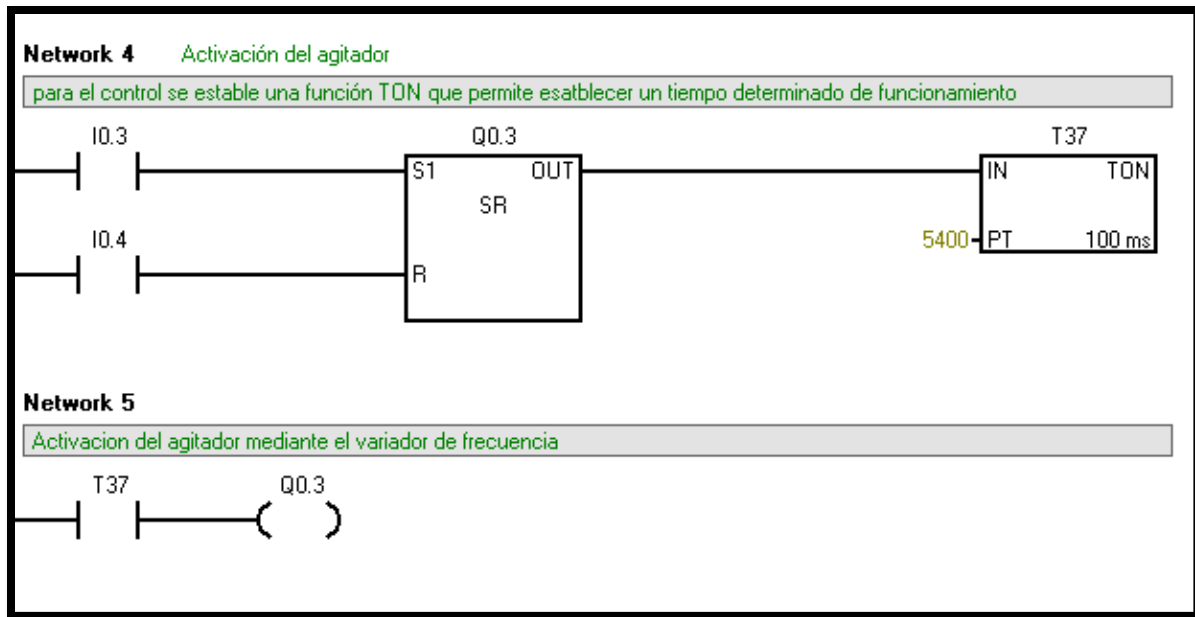 Network 4 Activación del agitador
para el control se estable una función TON que permite esatblecer un tiempo determinado de funcionamiento
I0.3 Q0.3 T37
S1 OUT IN TON
SR
I0.4 5400 PT 100 ms
R
Network 5
Activacion del agitador mediante el variador de frecuencia
T37 Q0.3